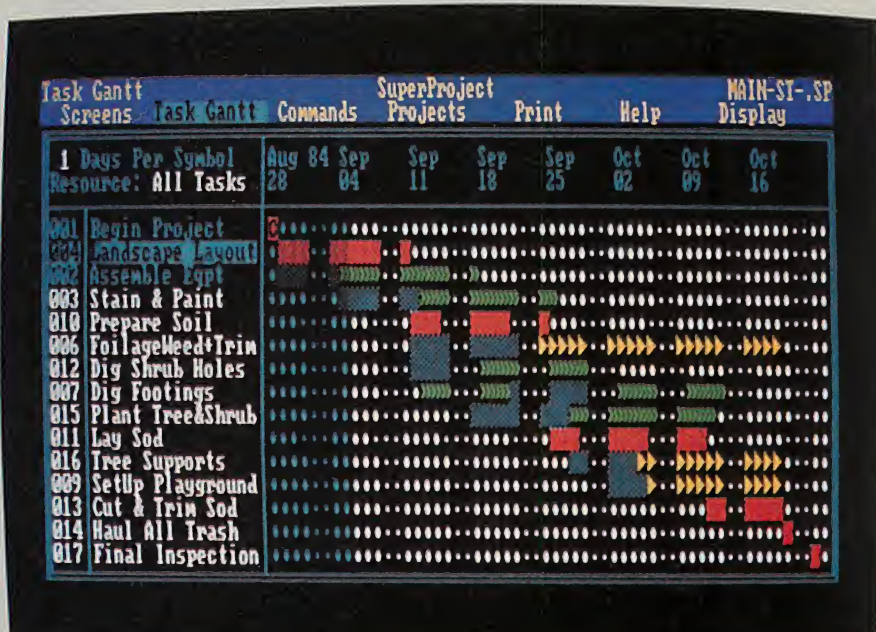 Task Gantt SuperProject MAIN-ST-.SP
Screens Task Gantt Commands Projects Print Help Display
1 Days Per Symbol Aug 84 Sep Sep Sep Sep Oct Oct Oct
Resource: All Tasks 28 04 11 18 25 02 09 16
001 Begin Project C
004 Landscape Layout
002 Assemble Eqpt
003 Stain & Paint
010 Prepare Soil
006 FoilageWeed+Trim
012 Dig Shrub Holes
007 Dig Footings
015 Plant Tree&Shrub
011 Lay Sod
016 Tree Supports
009 SetUp Playground
013 Cut & Trim Sod
014 Haul All Trash
017 Final Inspection